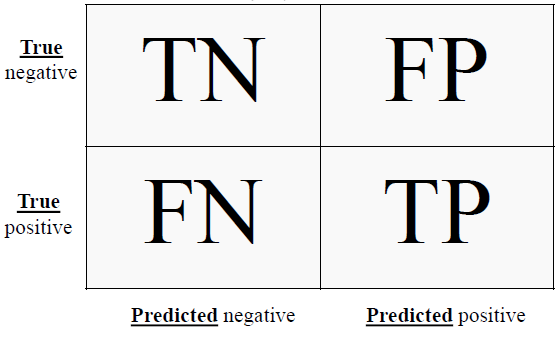 True
negative
TN
FP
True
positive
FN
TP
Predicted negative
Predicted positive